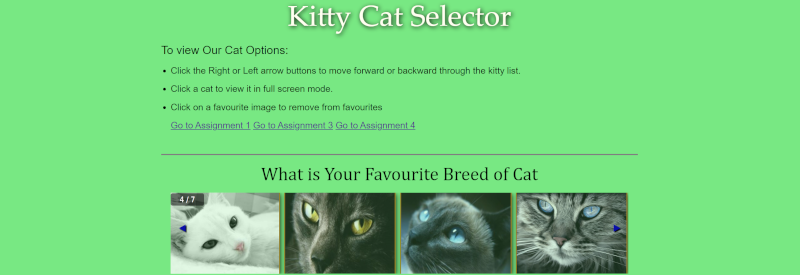 Kitty Cat Selector
To view Our Cat Options:
Click the Right or Left arrow buttons to move forward or backward through the kitty list.
Click a cat to view it in full screen mode.
Click on a favourite image to remove from favourites
Go to Assignment 1 Go to Assignment 3 Go to Assignment 4
What is Your Favourite Breed of Cat
4 / 7